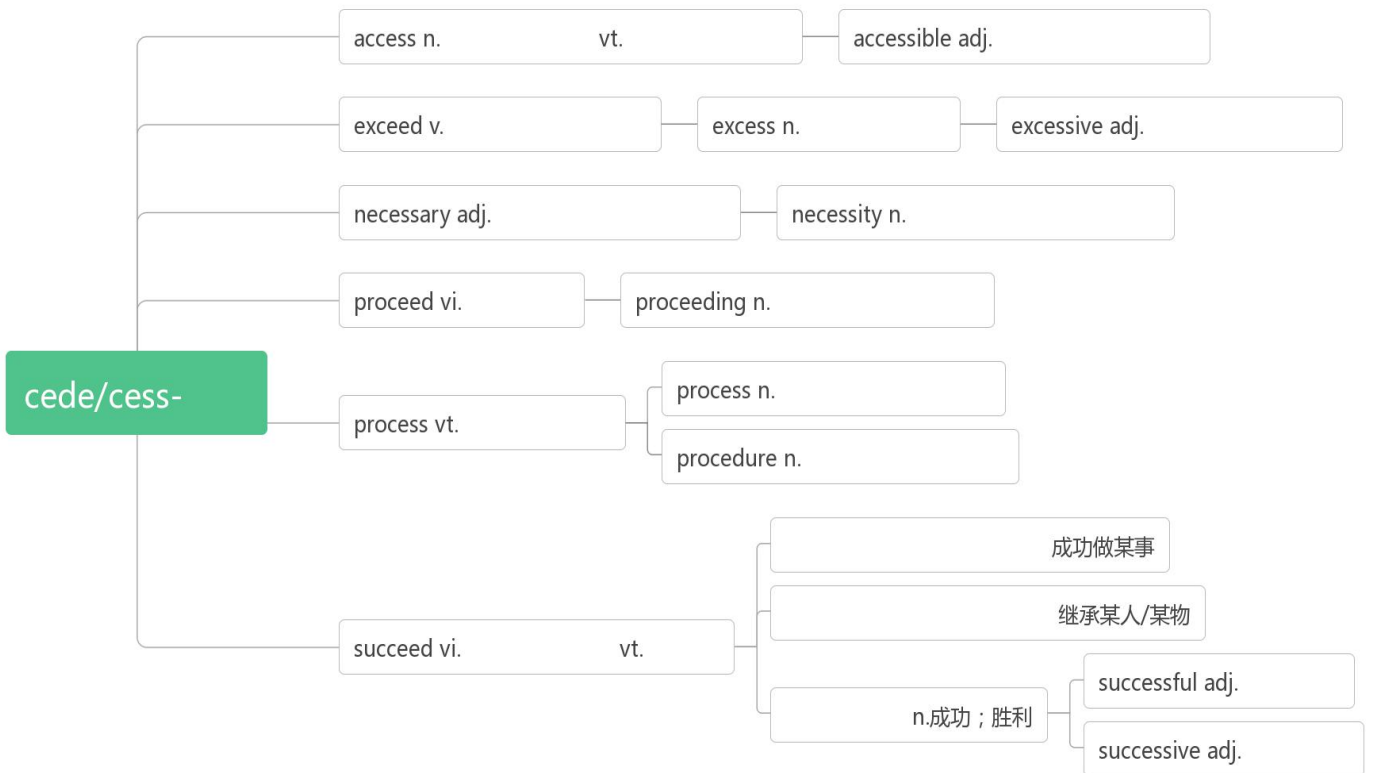 access n. vt.
accessible adj.
exceed v.
excess n.
excessive adj.
necessary adj.
necessity n.
proceed vi.
proceeding n.
cede/cess-
process vt.
process n.
procedure n.
succeed vi. vt.
成功做某事
继承某人/某物
n.成功；胜利
successful adj.
successive adj.